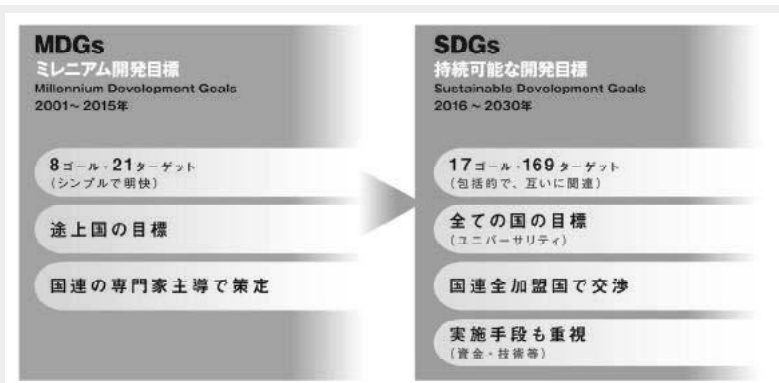 MDGs
ミレニアム開発目標
Millennium Development Goals
2001～2015年
8ゴール・21ターゲット
(シンプルで明快)
途上国の目標
国連の専門家主導で策定
SDGs
持続可能な開発目標
Sustainable Development Goals
2016～2030年
17ゴール・169ターゲット
(包括的で、互いに関連)
全ての国の目標
(ユニバーサリティ)
国連全加盟国で交渉
実施手段も重視
(資金・技術等)